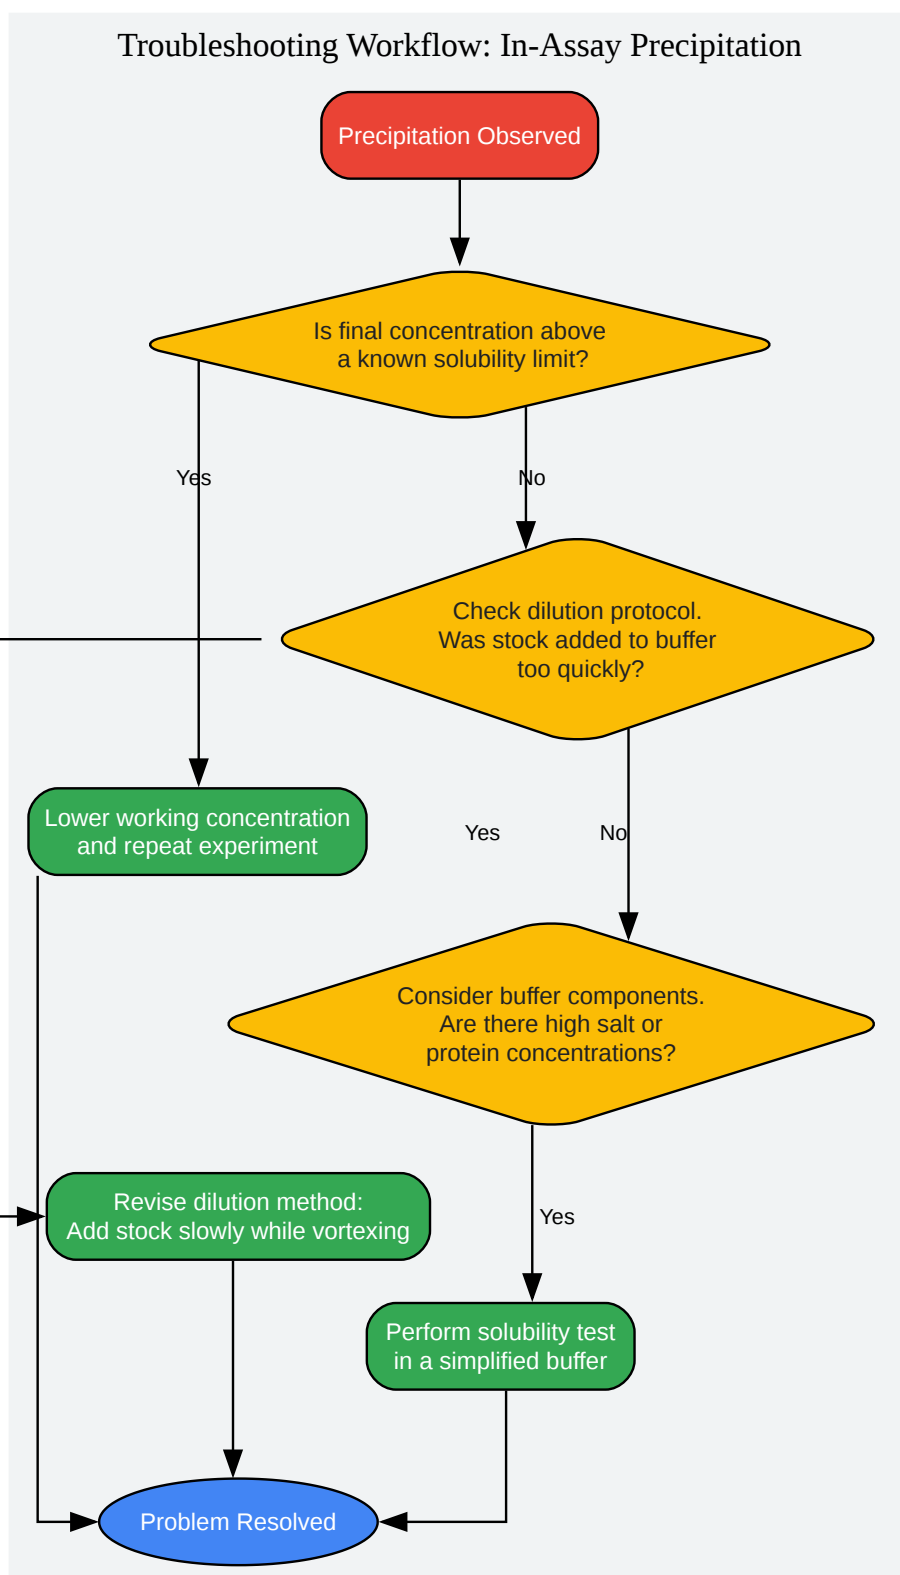 Troubleshooting Workflow: In-Assay Precipitation
Precipitation Observed
Is final concentration above
a known solubility limit?
Yes
No
Check dilution protocol.
Was stock added to buffer
too quickly?
Lower working concentration
and repeat experiment
Yes
No
Consider buffer components.
Are there high salt or
protein concentrations?
Revise dilution method:
Add stock slowly while vortexing
Yes
Perform solubility test
in a simplified buffer
Problem Resolved